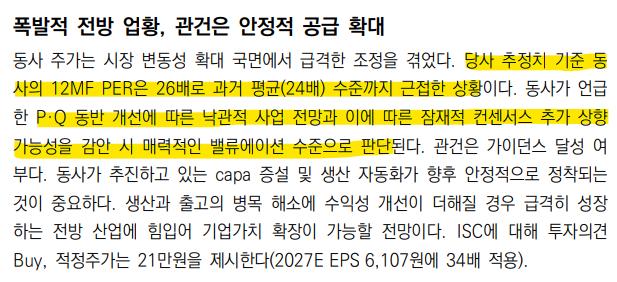 폭발적 전방 업황, 관건은 안정적 공급 확대
동사 주가는 시장 변동성 확대 국면에서 급격한 조정을 겪었다. 당사 추정치 기준 동
사의 12MF PER은 26배로 과거 평균(24배) 수준까지 근접한 상황이다. 동사가 언급
한 P·Q 동반 개선에 따른 낙관적 사업 전망과 이에 따른 잠재적 컨센서스 추가 상향
가능성을 감안 시 매력적인 밸류에이션 수준으로 판단된다. 관건은 가이던스 달성 여
부다. 동사가 추진하고 있는 capa 증설 및 생산 자동화가 향후 안정적으로 정착되는
것이 중요하다. 생산과 출고의 병목 해소에 수익성 개선이 더해질 경우 급격히 성장
하는 전방 산업에 힘입어 기업가치 확장이 가능할 전망이다. ISC에 대해 투자의견
Buy, 적정주가는 21만원을 제시한다(2027E EPS 6,107원에 34배 적용).